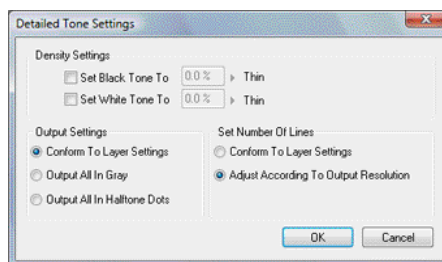 Detailed Tone Settings
Density Settings
Set Black Tone To 0.0 % Thin
Set White Tone To 0.0 % Thin
Output Settings
Conform To Layer Settings
Output All In Gray
Output All In Halftone Dots
Set Number Of Lines
Conform To Layer Settings
Adjust According To Output Resolution
OK Cancel